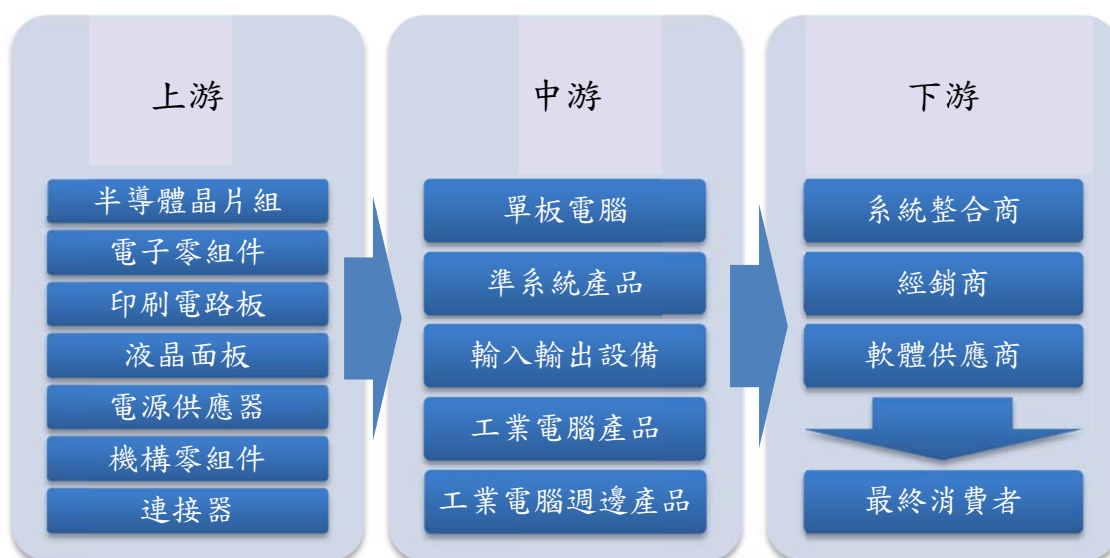 上游
半導體晶片組
電子零組件
印刷電路板
液晶面板
電源供應器
機構零組件
連接器
中游
單板電腦
準系統產品
輸入輸出設備
工業電腦產品
工業電腦週邊產品
下游
系統整合商
經銷商
軟體供應商
最終消費者